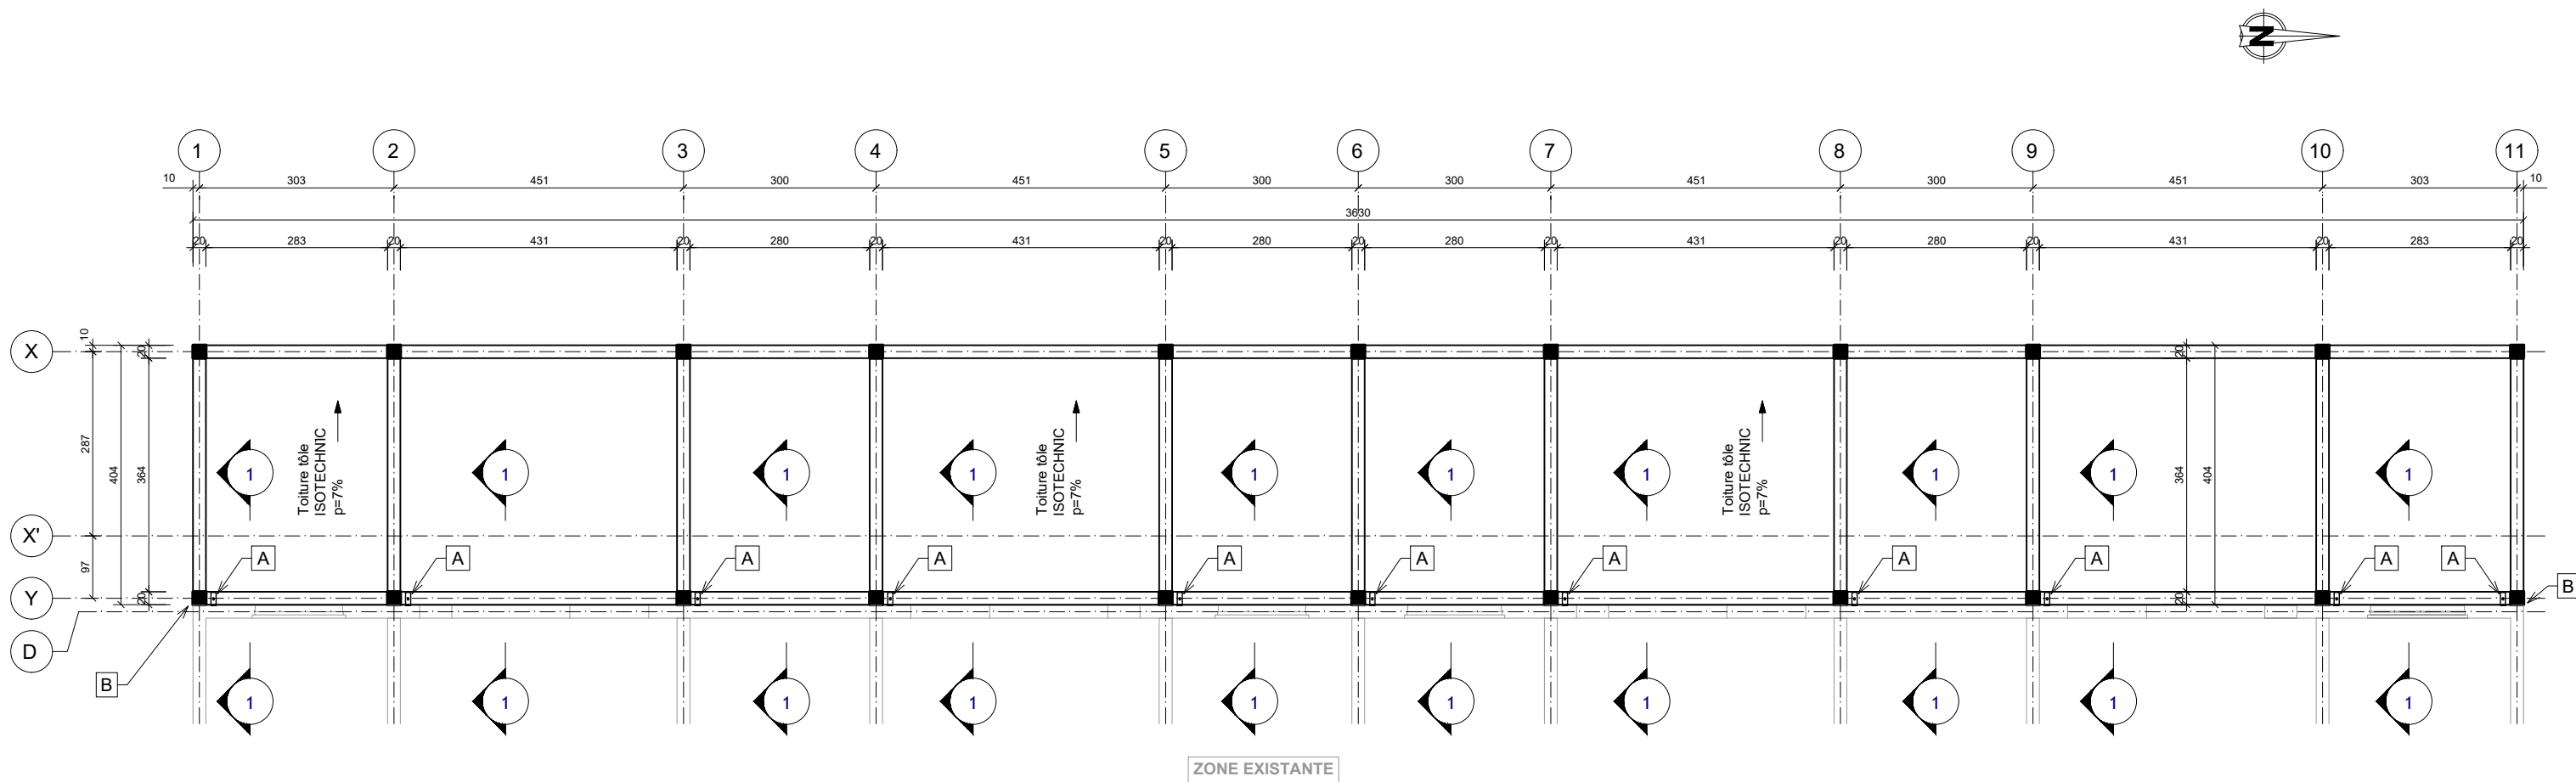 N
1 2 3 4 5 6 7 8 9 10 11
10 303 451 300 451 300 300 451 300 451 303 10
3630
20 283 20 431 20 280 20 431 20 280 20 280 20 431 20 280 20 431 20 283 20
X
10
20
20
287
404
364
364
404
Toiture tôle
ISOTECHNIC
p=7%
Toiture tôle
ISOTECHNIC
p=7%
Toiture tôle
ISOTECHNIC
p=7%
1 1 1 1 1 1 1 1 1 1
X'
97
A A A A A A A A A A A
Y
20
20
B
D
B
1 1 1 1 1 1 1 1 1 1
ZONE EXISTANTE